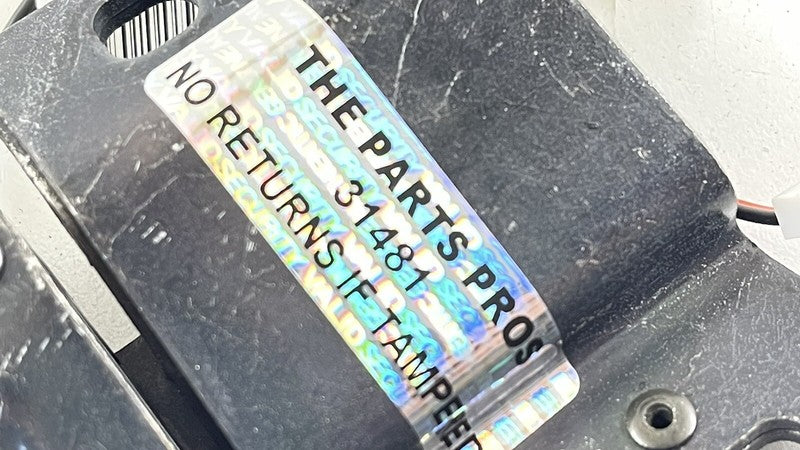 THE PARTS PROS
31481
NO RETURNS IF TAMPERED